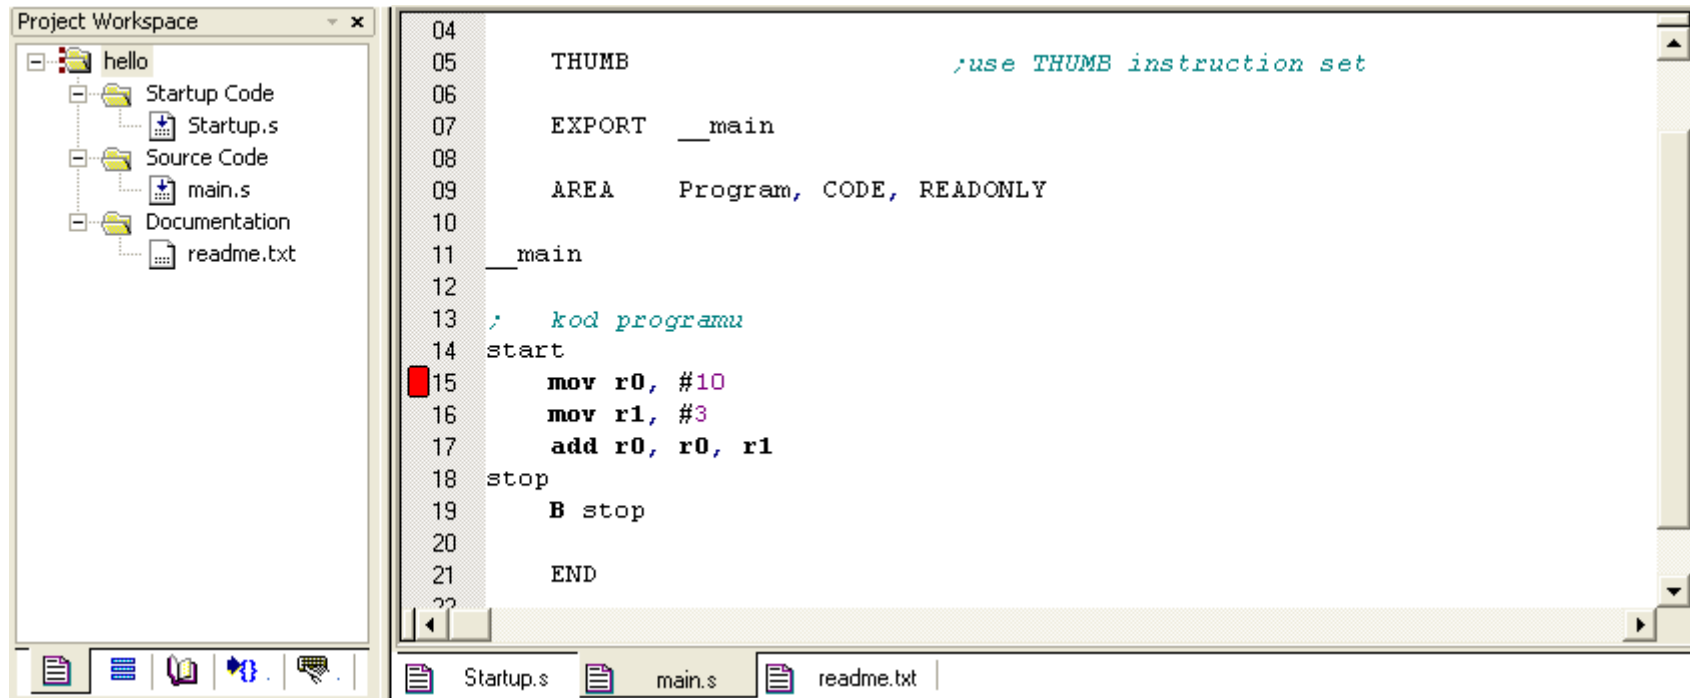 Project Workspace
hello
Startup Code
Startup.s
Source Code
main.s
Documentation
readme.txt
04
05 THUMB ;use THUMB instruction set
06
07 EXPORT __main
08
09 AREA Program, CODE, READONLY
10
11 __main
12
13 ; kod programu
14 start
15 mov r0, #10
16 mov r1, #3
17 add r0, r0, r1
18 stop
19 B stop
20
21 END
22
Startup.s main.s readme.txt